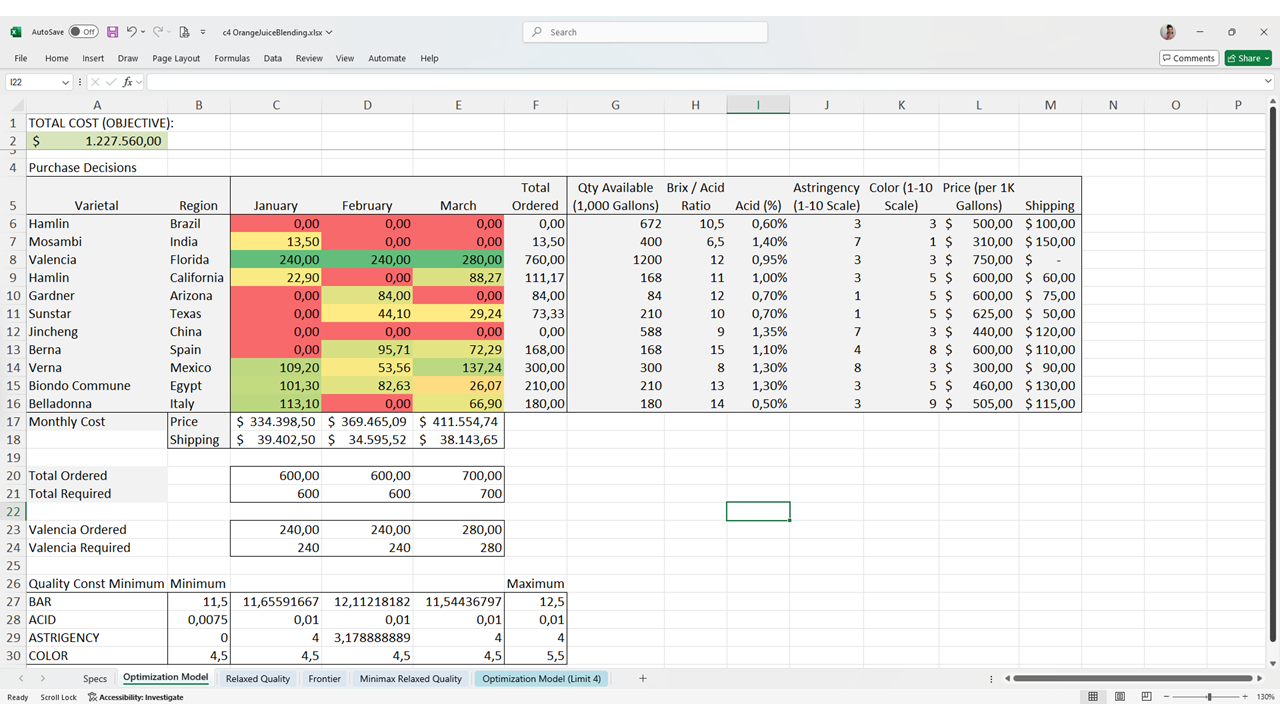 AutoSave Off c4 OrangeJuiceBlending.xlsx Search
File Home Insert Draw Page Layout Formulas Data Review View Automate Help Comments Share
I22 fx
A B C D E F G H I J K L M N O P
1 TOTAL COST (OBJECTIVE):
2 $ 1.227.560,00
3
4 Purchase Decisions
Total Qty Available Brix / Acid Astringency Color (1-10 Price (per 1K
5 Varietal Region January February March Ordered (1,000 Gallons) Ratio Acid (%) (1-10 Scale) Scale) Gallons) Shipping
6 Hamlin Brazil 0,00 0,00 0,00 0,00 672 10,5 0,60% 3 3 $ 500,00 $ 100,00
7 Mosambi India 13,50 0,00 0,00 13,50 400 6,5 1,40% 7 1 $ 310,00 $ 150,00
8 Valencia Florida 240,00 240,00 280,00 760,00 1200 12 0,95% 3 3 $ 750,00 $ -
9 Hamlin California 22,90 0,00 88,27 111,17 168 11 1,00% 3 5 $ 600,00 $ 60,00
10 Gardner Arizona 0,00 84,00 0,00 84,00 84 12 0,70% 1 5 $ 600,00 $ 75,00
11 Sunstar Texas 0,00 44,10 29,24 73,33 210 10 0,70% 1 5 $ 625,00 $ 50,00
12 Jincheng China 0,00 0,00 0,00 0,00 588 9 1,35% 7 3 $ 440,00 $ 120,00
13 Berna Spain 0,00 95,71 72,29 168,00 168 15 1,10% 4 8 $ 600,00 $ 110,00
14 Verna Mexico 109,20 53,56 137,24 300,00 300 8 1,30% 8 3 $ 300,00 $ 90,00
15 Biondo Commune Egypt 101,30 82,63 26,07 210,00 210 13 1,30% 3 5 $ 460,00 $ 130,00
16 Belladonna Italy 113,10 0,00 66,90 180,00 180 14 0,50% 3 9 $ 505,00 $ 115,00
17 Monthly Cost Price $ 334.398,50 $ 369.465,09 $ 411.554,74
18 Shipping $ 39.402,50 $ 34.595,52 $ 38.143,65
19
20 Total Ordered 600,00 600,00 700,00
21 Total Required 600 600 700
22
23 Valencia Ordered 240,00 240,00 280,00
24 Valencia Required 240 240 280
25
26 Quality Const Minimum Minimum Maximum
27 BAR 11,5 11,65591667 12,11218182 11,54436797 12,5
28 ACID 0,0075 0,01 0,01 0,01 0,01
29 ASTRIGENCY 0 4 3,178888889 4 4
30 COLOR 4,5 4,5 4,5 4,5 5,5
Specs Optimization Model Relaxed Quality Frontier Minimax Relaxed Quality Optimization Model (Limit 4)
Ready Scroll Lock Accessibility: Investigate 130%